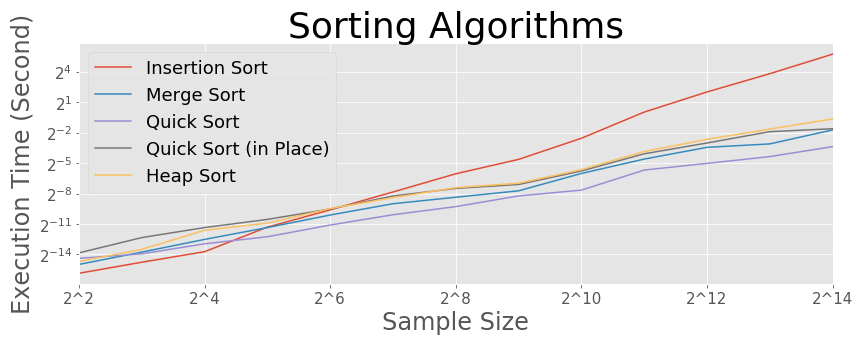 Sorting Algorithms
Execution Time (Second)
2^4
2^1
2^-2
2^-5
2^-8
2^-11
2^-14
Insertion Sort
Merge Sort
Quick Sort
Quick Sort (in Place)
Heap Sort
2^2 2^4 2^6 2^8 2^10 2^12 2^14
Sample Size